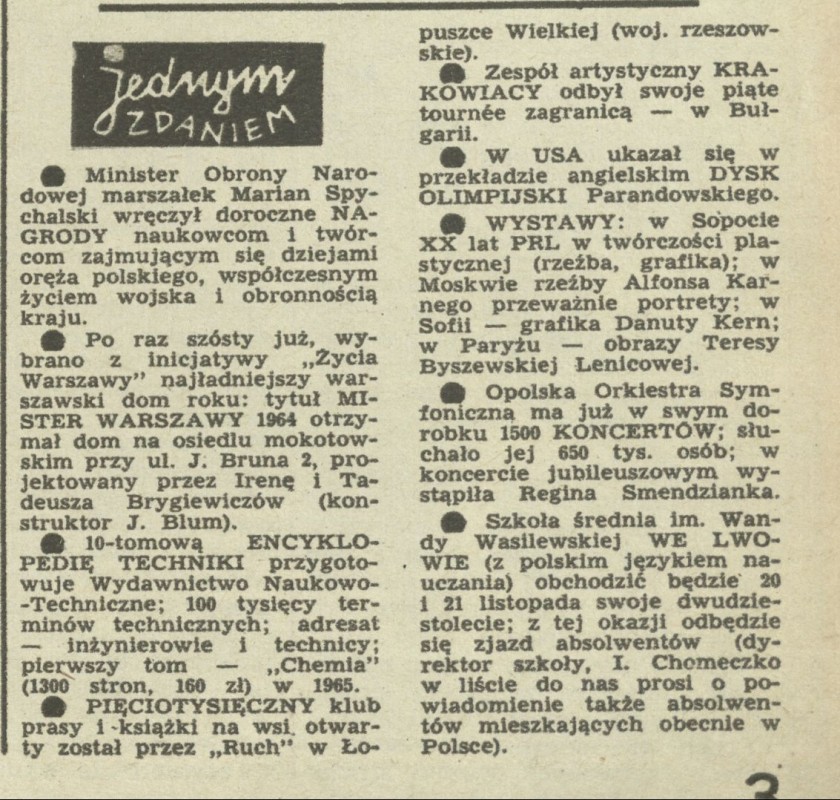 jednym
ZDANIEM
● Minister Obrony Naro-
dowej marszałek Marian Spy-
chalski wręczył doroczne NA-
GRODY naukowcom i twór-
com zajmującym się dziejami
oręża polskiego, współczesnym
życiem wojska i obronnością
kraju.
● Po raz szósty już, wy-
brano z inicjatywy „Życia
Warszawy” najładniejszy war-
szawski dom roku: tytuł MI-
STER WARSZAWY 1964 otrzy-
mał dom na osiedlu mokotow-
skim przy ul. J. Bruna 2, pro-
jektowany przez Irenę i Ta-
deusza Brygiewiczów (kon-
struktor J. Blum).
● 10-tomową ENCYKLO-
PEDIĘ TECHNIKI przygoto-
wuje Wydawnictwo Naukowo-
-Techniczne; 100 tysięcy ter-
minów technicznych; adresat
— inżynierowie i technicy;
pierwszy tom — „Chemia”
(1300 stron, 160 zł) w 1965.
● PIĘCIOTYSIĘCZNY klub
prasy i książki na wsi otwar-
ty został przez „Ruch” w Ło-
puszce Wielkiej (woj. rzeszow-
skie).
● Zespół artystyczny KRA-
KOWIACY odbył swoje piąte
tournée zagranicą — w Buł-
garii.
● W USA ukazał się w
przekładzie angielskim DYSK
OLIMPIJSKI Parandowskiego.
● WYSTAWY: w Sopocie
XX lat PRL w twórczości pla-
stycznej (rzeźba, grafika); w
Moskwie rzeźby Alfonsa Kar-
nego przeważnie portrety; w
Sofii — grafika Danuty Kern;
w Paryżu — obrazy Teresy
Byszewskiej Lenicowej.
● Opolska Orkiestra Sym-
foniczna ma już w swym do-
robku 1500 KONCERTÓW; słu-
chało jej 650 tys. osób; w
koncercie jubileuszowym wy-
stąpiła Regina Smendzianka.
● Szkoła średnia im. Wan-
dy Wasilewskiej WE LWO-
WIE (z polskim językiem na-
uczania) obchodzić będzie 20
i 21 listopada swoje dwudzie-
stolecie; z tej okazji odbędzie
się zjazd absolwentów (dy-
rektor szkoły, I. Chomeczko
w liście do nas prosi o po-
wiadomienie także absolwen-
tów mieszkających obecnie w
Polsce).
3